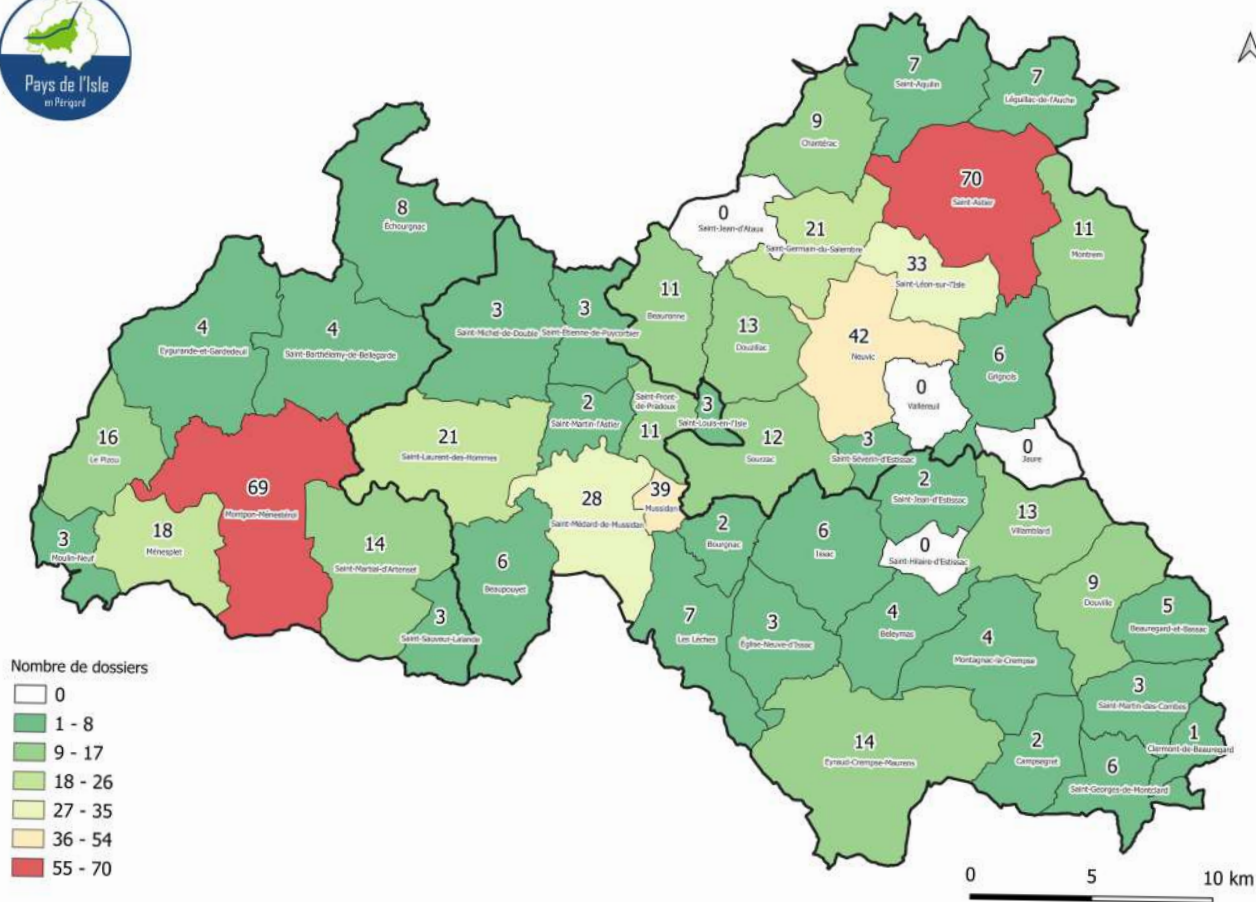 Pays de l'Isle
en Périgord
7
Saint-Aquilin
7
Léguillac-de-l'Auche
9
Chantérac
70
Saint-Astier
8
Échourgnac
0
Saint-Jean-d'Ataux
21
Saint-Germain-du-Salembre
11
Montrem
33
Saint-Léon-sur-l'Isle
11
Beauronne
3
Saint-Michel-de-Double
3
Saint-Étienne-de-Puycorbier
13
Douzillac
42
Neuvic
4
Eygurande-et-Gardedeuil
4
Saint-Barthélemy-de-Bellegarde
6
Grignols
0
Vallereuil
2
Saint-Martin-l'Astier
Saint-Front-
de-Pradoux
11
3
Saint-Louis-en-l'Isle
16
Le Pizou
21
Saint-Laurent-des-Hommes
12
Sourzac
3
Saint-Séverin-d'Estissac
0
Jaure
69
Montpon-Ménestérol
28
Saint-Médard-de-Mussidan
39
Mussidan
2
Saint-Jean-d'Estissac
13
Villamblard
3
Moulin-Neuf
18
Ménesplet
14
Saint-Martial-d'Artenset
2
Bourgnac
6
Issac
0
Saint-Hilaire-d'Estissac
6
Beaupouyet
9
Douville
3
Saint-Sauveur-Lalande
7
Les Lèches
3
Église-Neuve-d'Issac
4
Beleymas
4
Montagnac-la-Crempse
5
Beauregard-et-Bassac
3
Saint-Martin-des-Combes
1
Clermont-de-Beauregard
14
Eyraud-Crempse-Maurens
2
Campsegret
6
Saint-Georges-de-Montclard
Nombre de dossiers
0
1 - 8
9 - 17
18 - 26
27 - 35
36 - 54
55 - 70
0 5 10 km